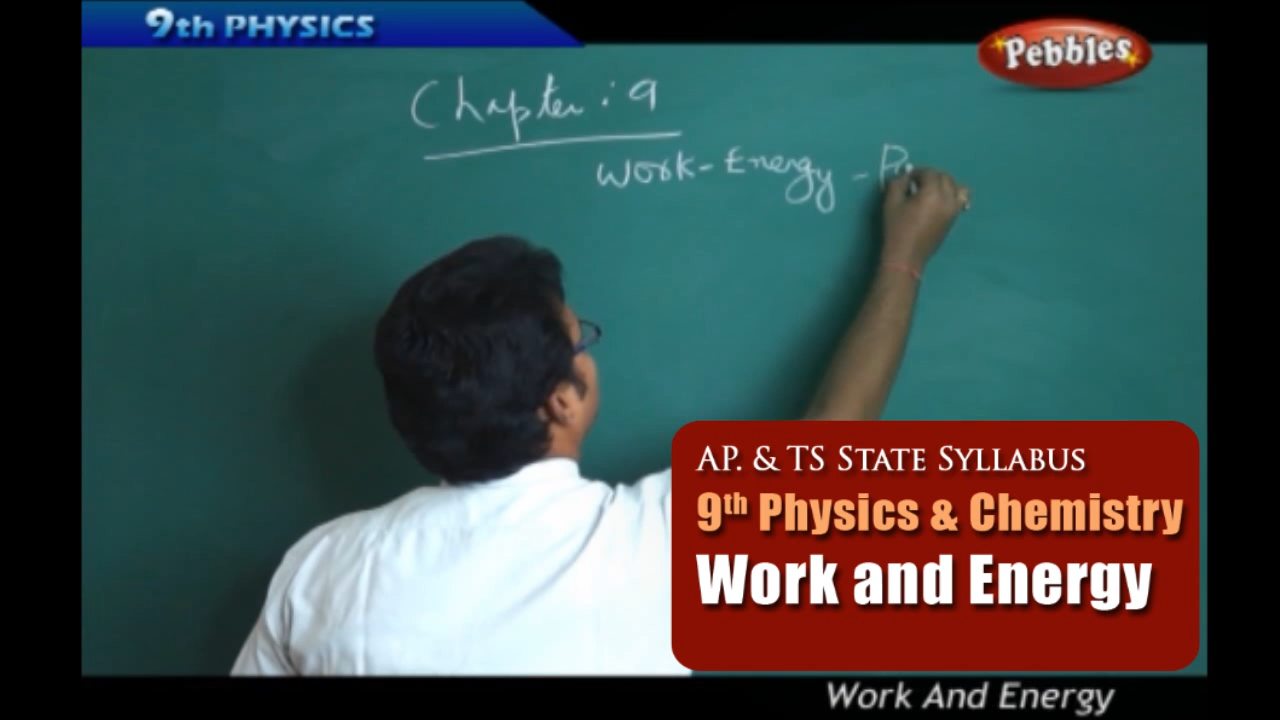 9th PHYSICS
Pebbles
Chapter : 9
Work - Energy -
AP. & TS STATE SYLLABUS
9th Physics & Chemistry
Work and Energy
Work And Energy